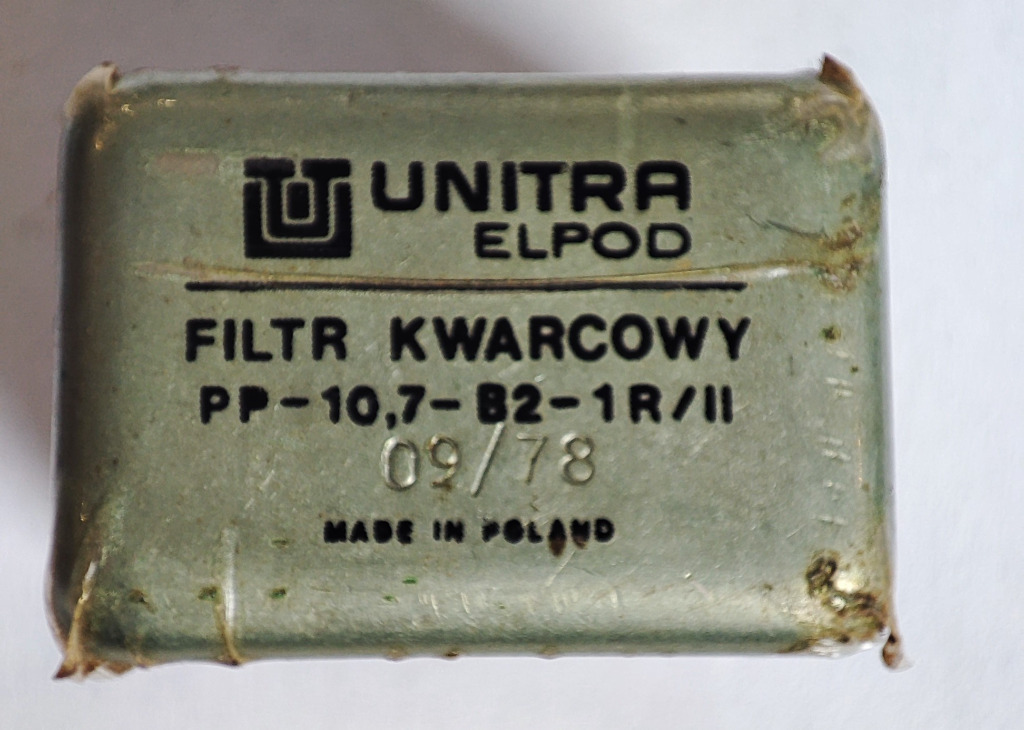 UNITRA
ELPOD
FILTR KWARCOWY
PP-10,7-B2-1R/II
09/78
MADE IN POLAND